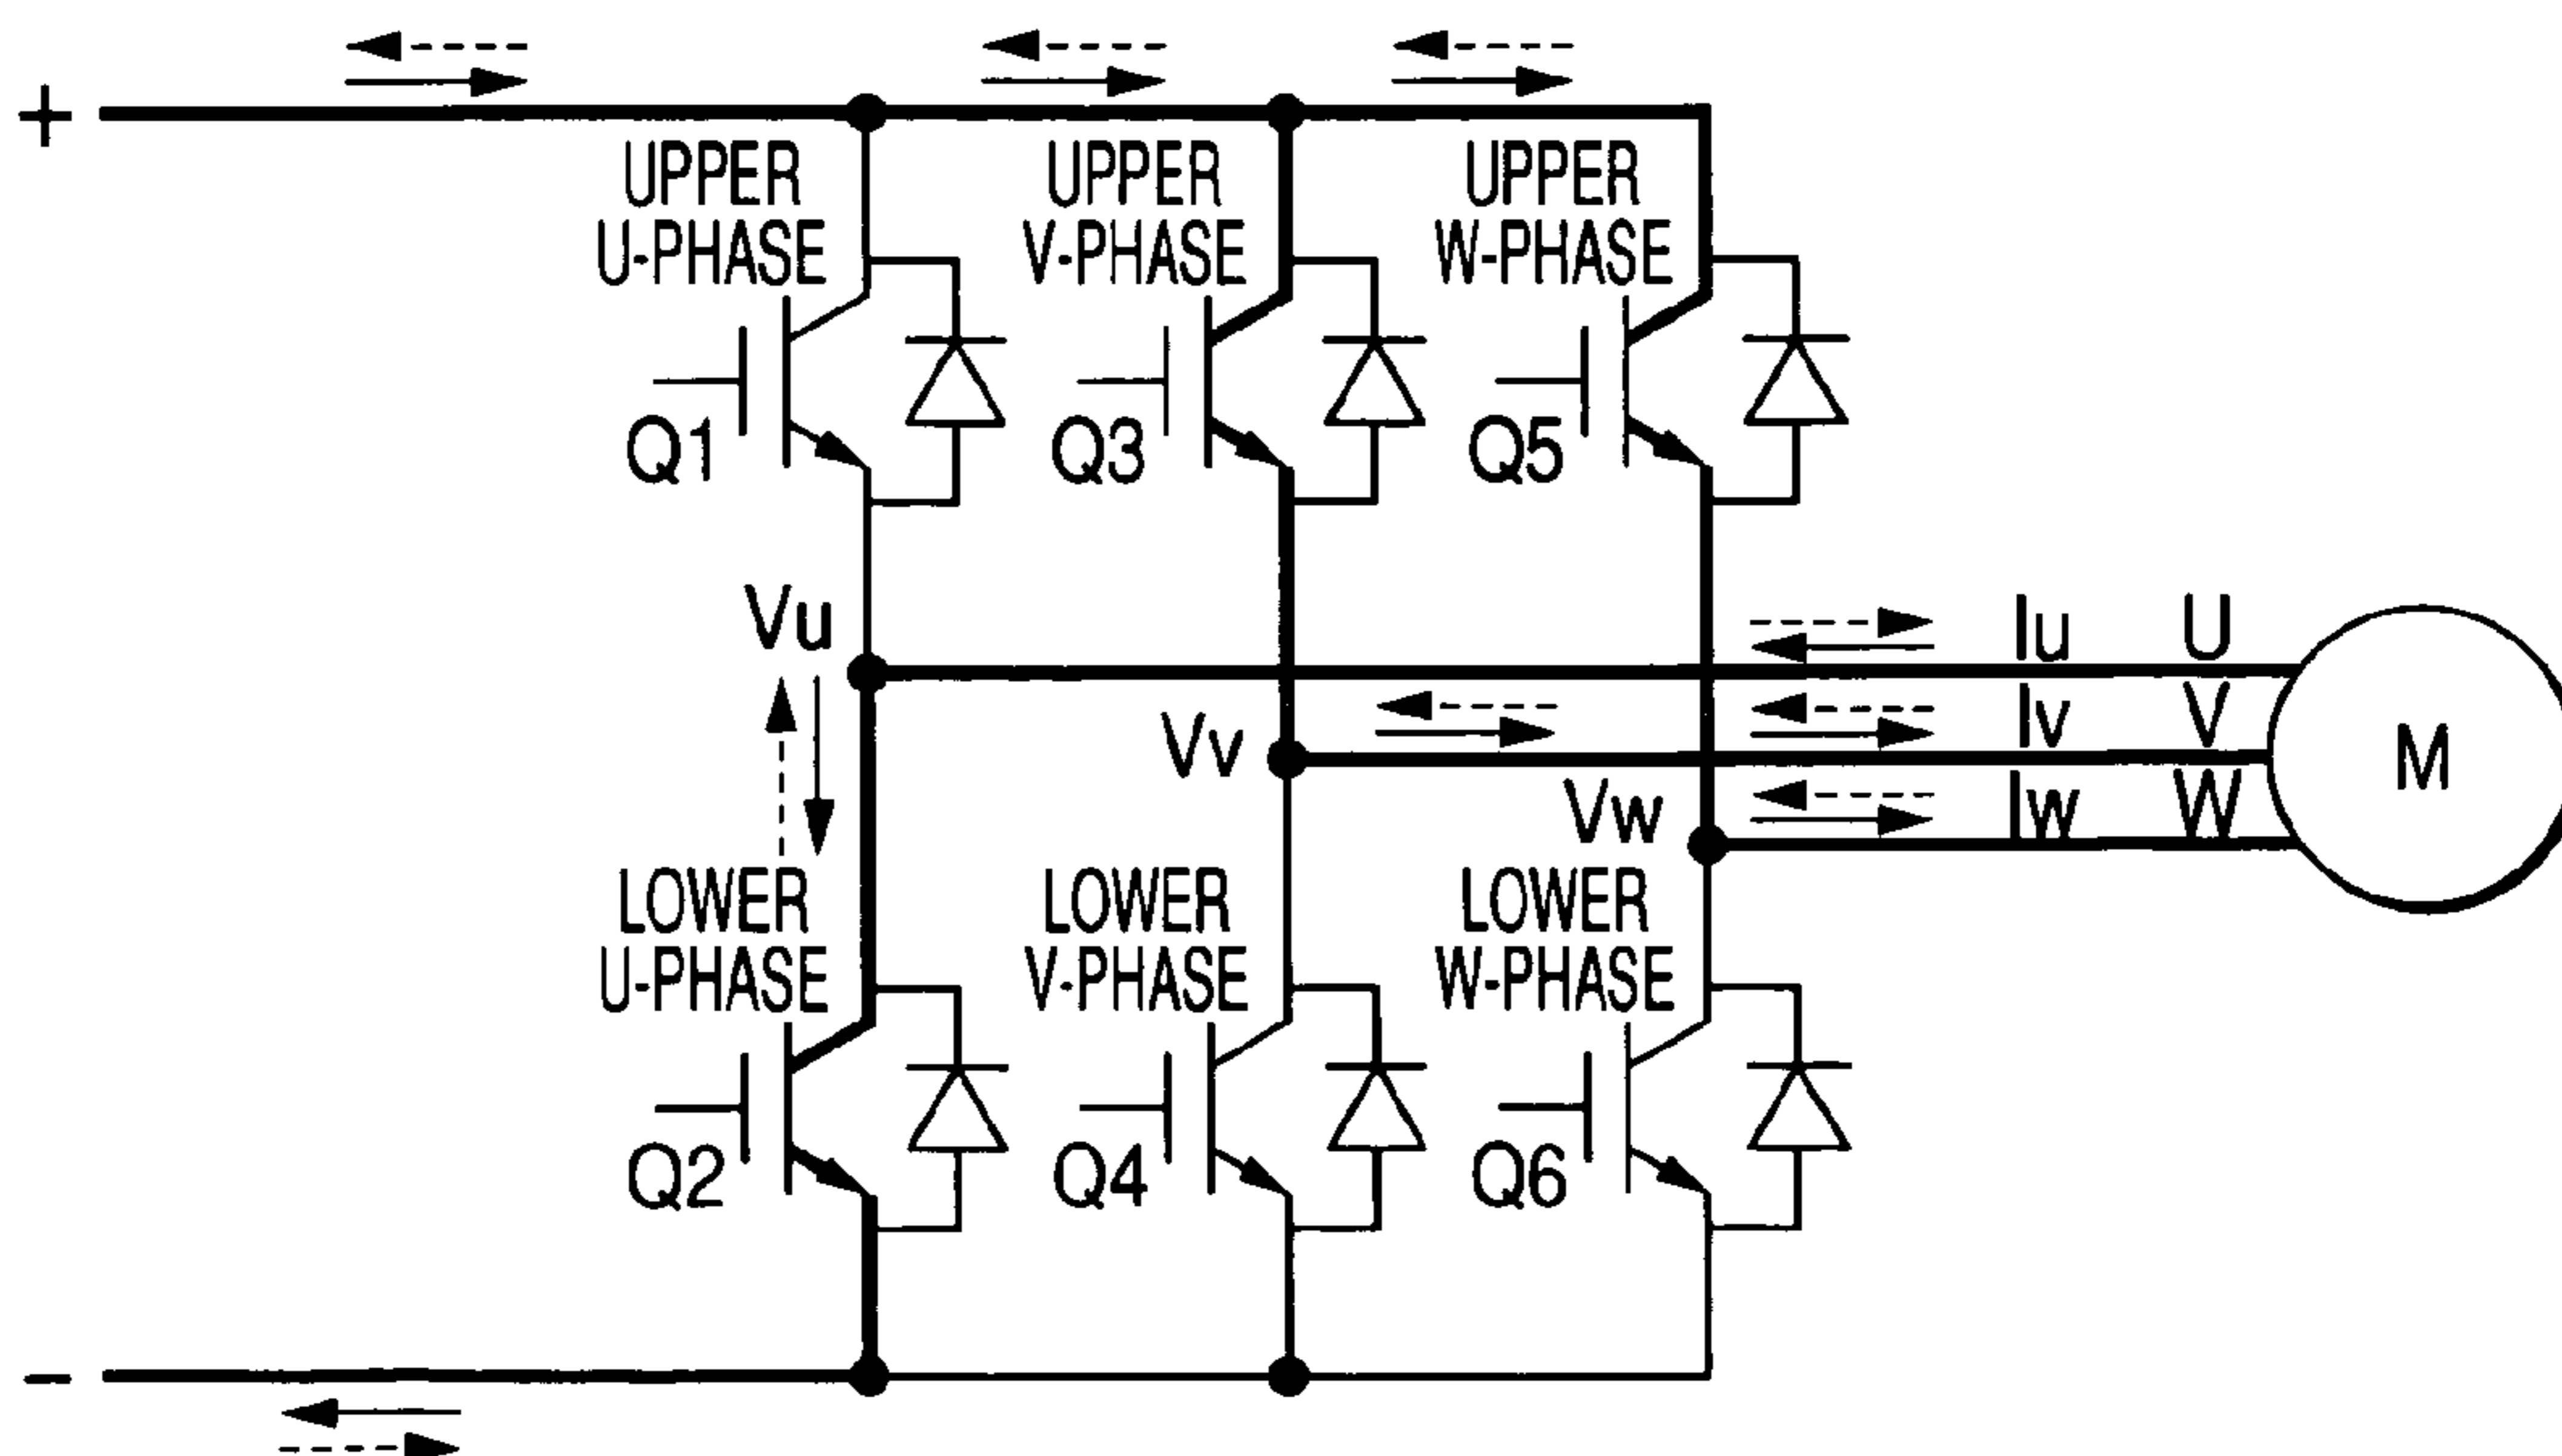 +
UPPER
U-PHASE
UPPER
V-PHASE
UPPER
W-PHASE
Q1
Q3
Q5
Vu
Iu U
Iv V
Vv
M
Vw
Iw W
LOWER
U-PHASE
LOWER
V-PHASE
LOWER
W-PHASE
Q2
Q4
Q6
-